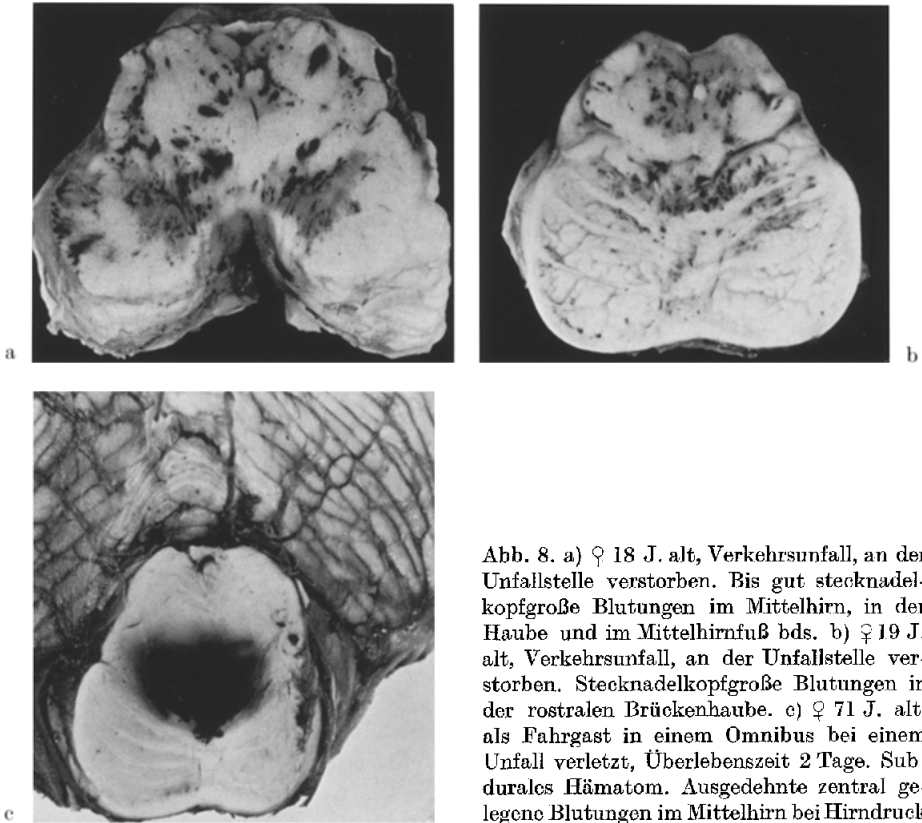 a
b
c
Abb. 8. a) ♀ 18 J. alt, Verkehrsunfall, an der
Unfallstelle verstorben. Bis gut stecknadel-
kopfgroße Blutungen im Mittelhirn, in der
Haube und im Mittelhirnfuß bds. b) ♀ 19 J.
alt, Verkehrsunfall, an der Unfallstelle ver-
storben. Stecknadelkopfgroße Blutungen in
der rostralen Brückenhaube. c) ♀ 71 J. alt
als Fahrgast in einem Omnibus bei einem
Unfall verletzt, Überlebenszeit 2 Tage. Sub
durales Hämatom. Ausgedehnte zentral ge-
legene Blutungen im Mittelhirn bei Hirndruck